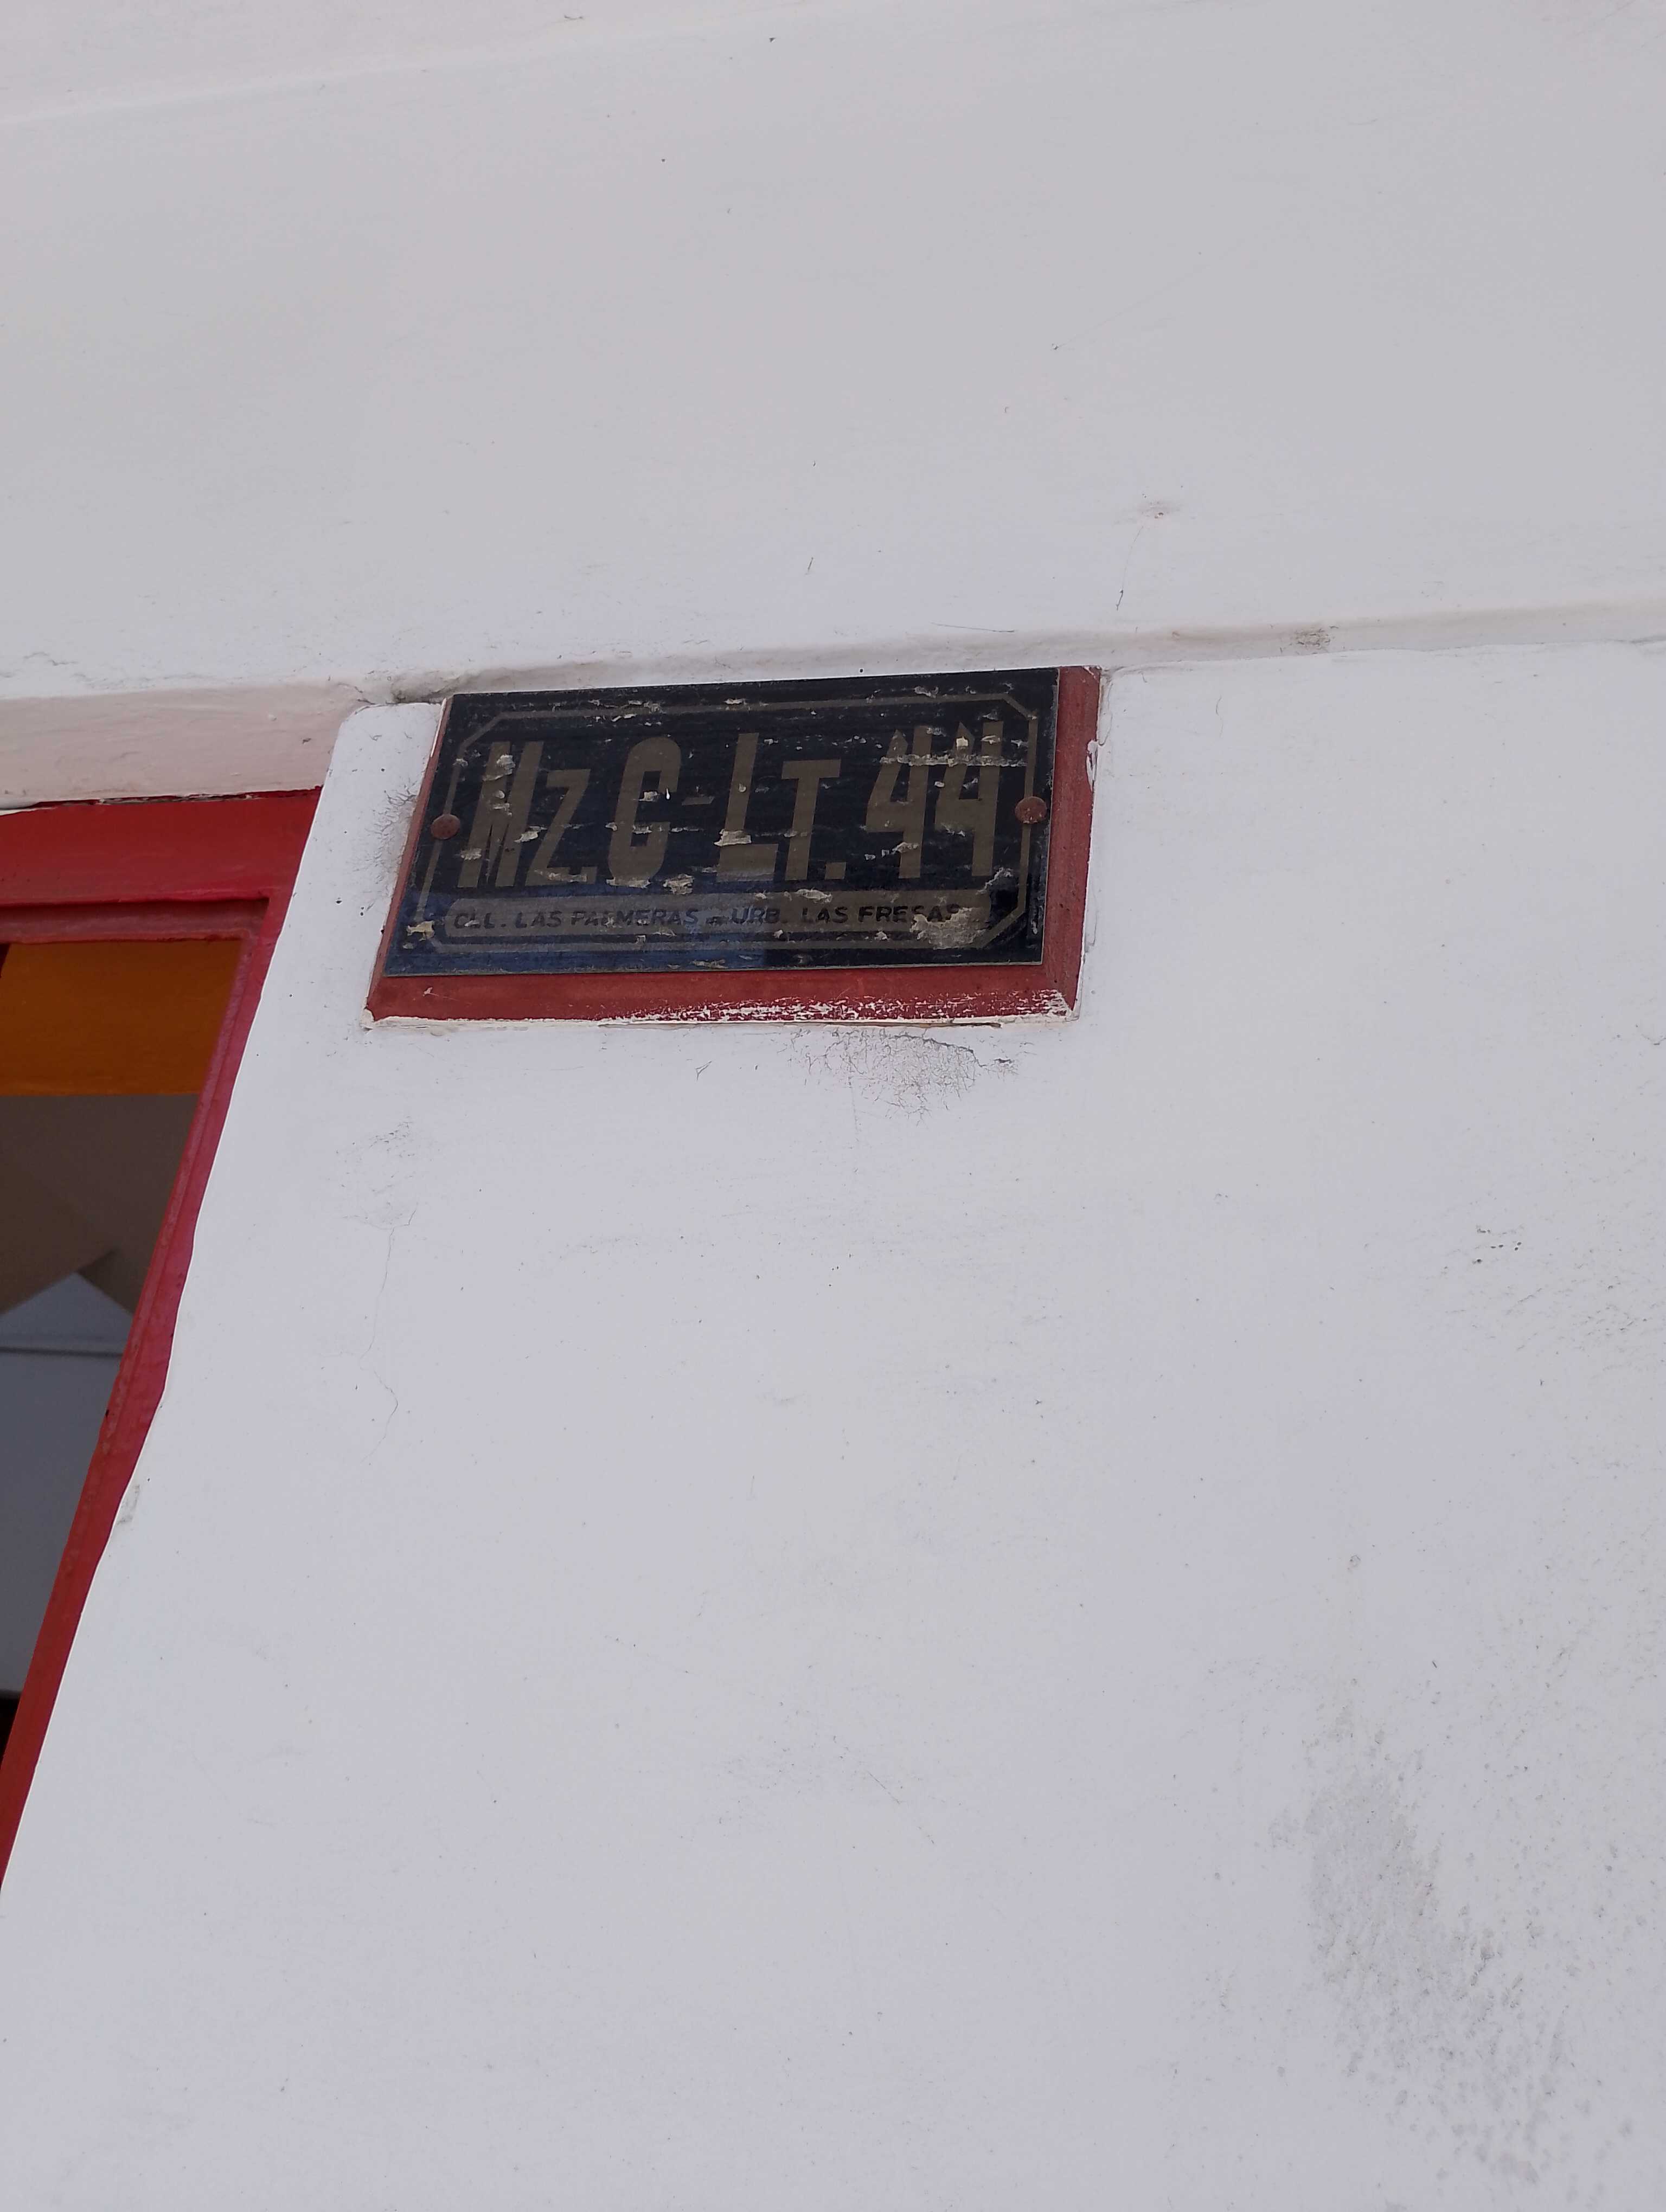 Mz. G - LT. 44
CLL. LAS PALMERAS - URB. LAS FRESAS